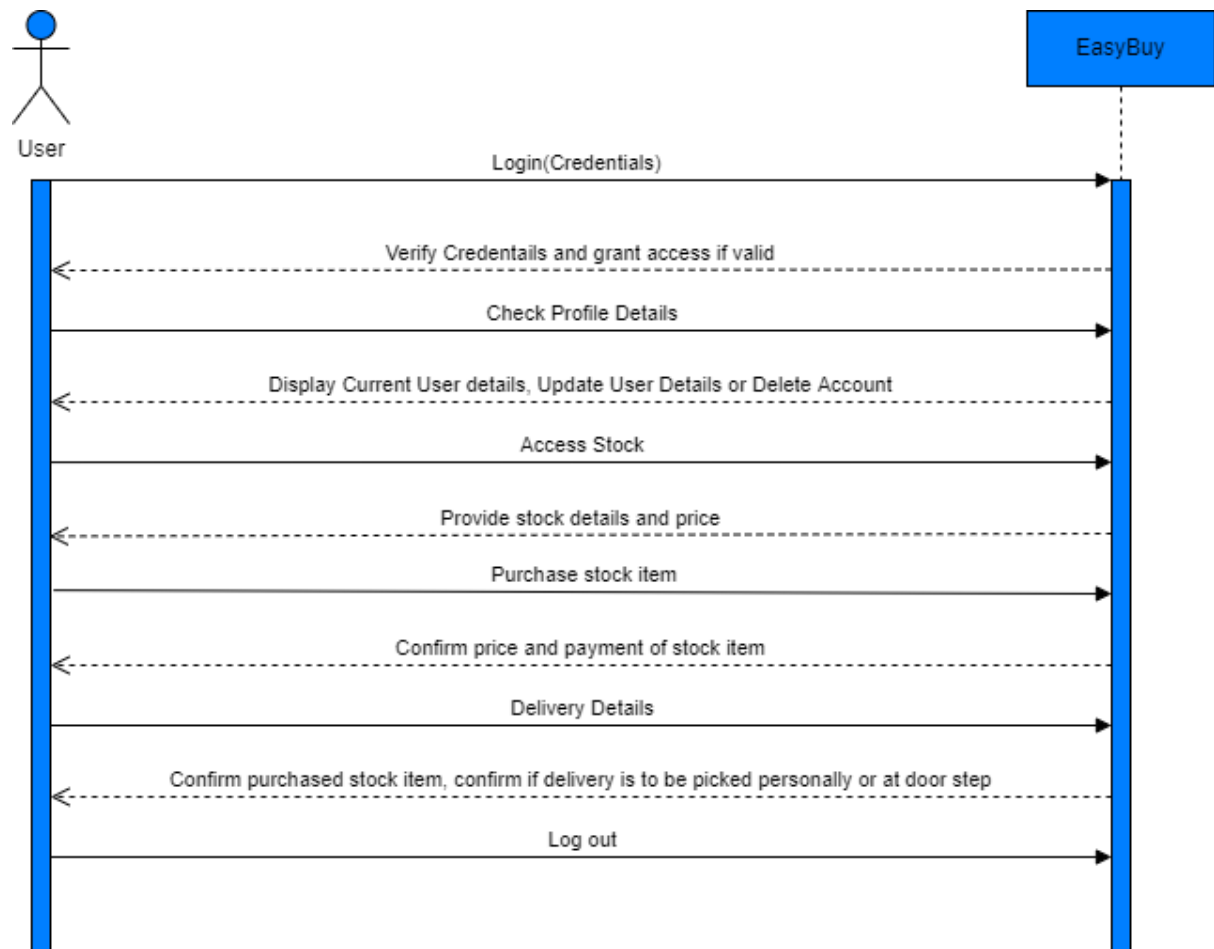 EasyBuy
User
Login(Credentials)
Verify Credentails and grant access if valid
Check Profile Details
Display Current User details, Update User Details or Delete Account
Access Stock
Provide stock details and price
Purchase stock item
Confirm price and payment of stock item
Delivery Details
Confirm purchased stock item, confirm if delivery is to be picked personally or at door step
Log out